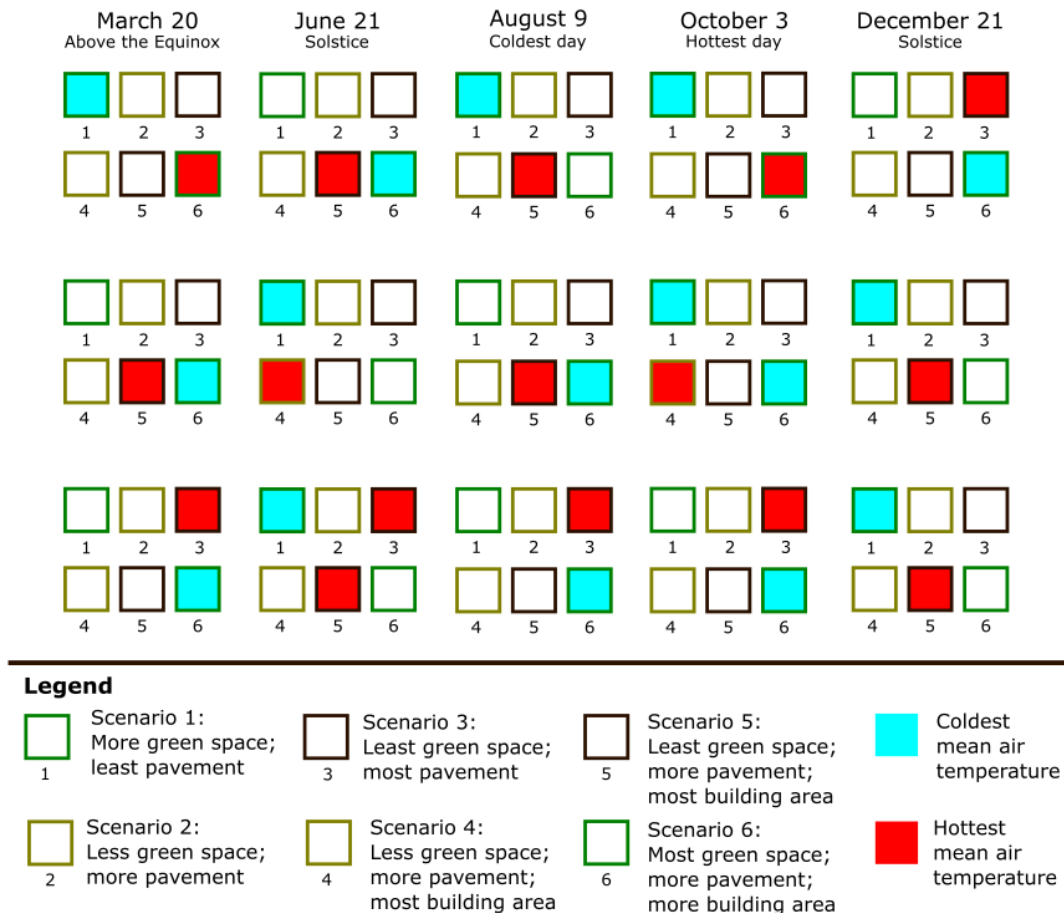 March 20 June 21 August 9 October 3 December 21
Above the Equinox Solstice Coldest day Hottest day Solstice
1 2 3 1 2 3 1 2 3 1 2 3 1 2 3
4 5 6 4 5 6 4 5 6 4 5 6 4 5 6
1 2 3 1 2 3 1 2 3 1 2 3 1 2 3
4 5 6 4 5 6 4 5 6 4 5 6 4 5 6
1 2 3 1 2 3 1 2 3 1 2 3 1 2 3
4 5 6 4 5 6 4 5 6 4 5 6 4 5 6
Legend
Scenario 1:
More green space;
least pavement
1
Scenario 3:
Least green space;
most pavement
3
Scenario 5:
Least green space;
more pavement;
most building area
5
Coldest
mean air
temperature
Scenario 2:
Less green space;
more pavement
2
Scenario 4:
Less green space;
more pavement;
most building area
4
Scenario 6:
Most green space;
more pavement;
more building area
6
Hottest
mean air
temperature